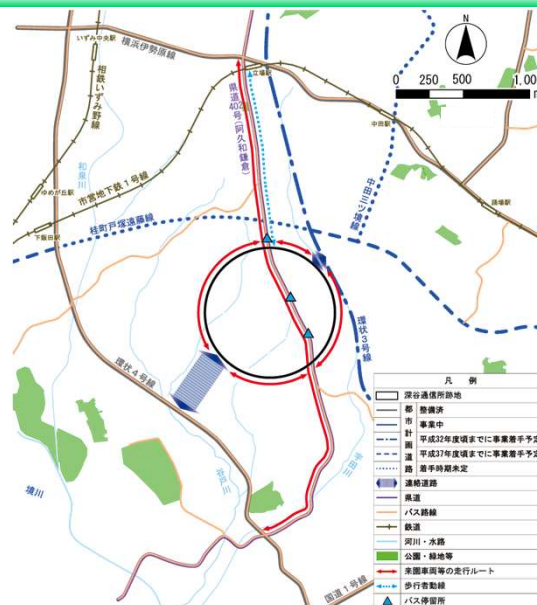 いずみ中央駅
横浜伊勢原線
立場駅
N
0 250 500 1,00
m
相鉄いずみ野線
県道40号(阿久和鎌倉)
中田駅
和泉川
市営地下鉄1号線
中田三ツ境線
踊場駅
ゆめが丘駅
桂町戸塚遠藤線
下飯田駅
環状3号線
環状4号線
境川
谷戸川
宇田川
国道1号線
凡 例
深谷通信所跡地
都市計画道路
整備済
事業中
平成32年度頃までに事業着手予定
平成37年度頃までに事業着手予定
着手時期未定
連絡道路
県道
バス路線
鉄道
河川・水路
公園・緑地等
来園車両等の走行ルート
歩行者動線
バス停留所